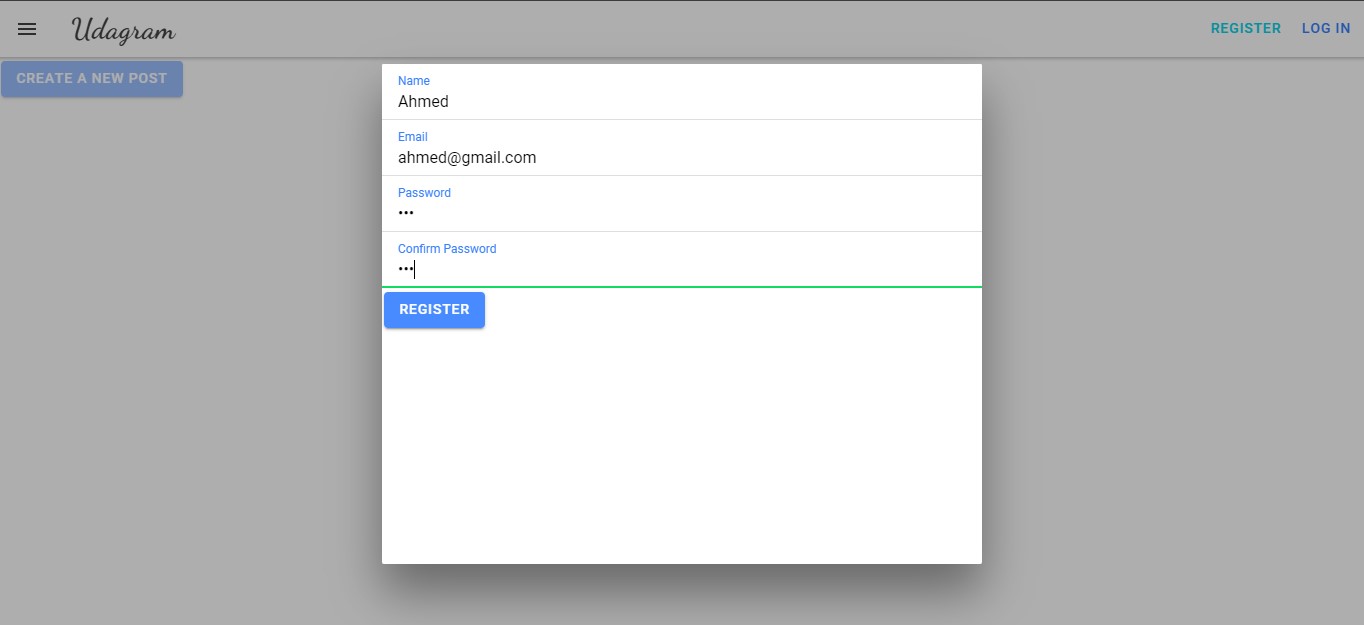 Udagram
REGISTER
LOG IN
CREATE A NEW POST
Name
Ahmed
Email
ahmed@gmail.com
Password
•••
Confirm Password
•••
REGISTER